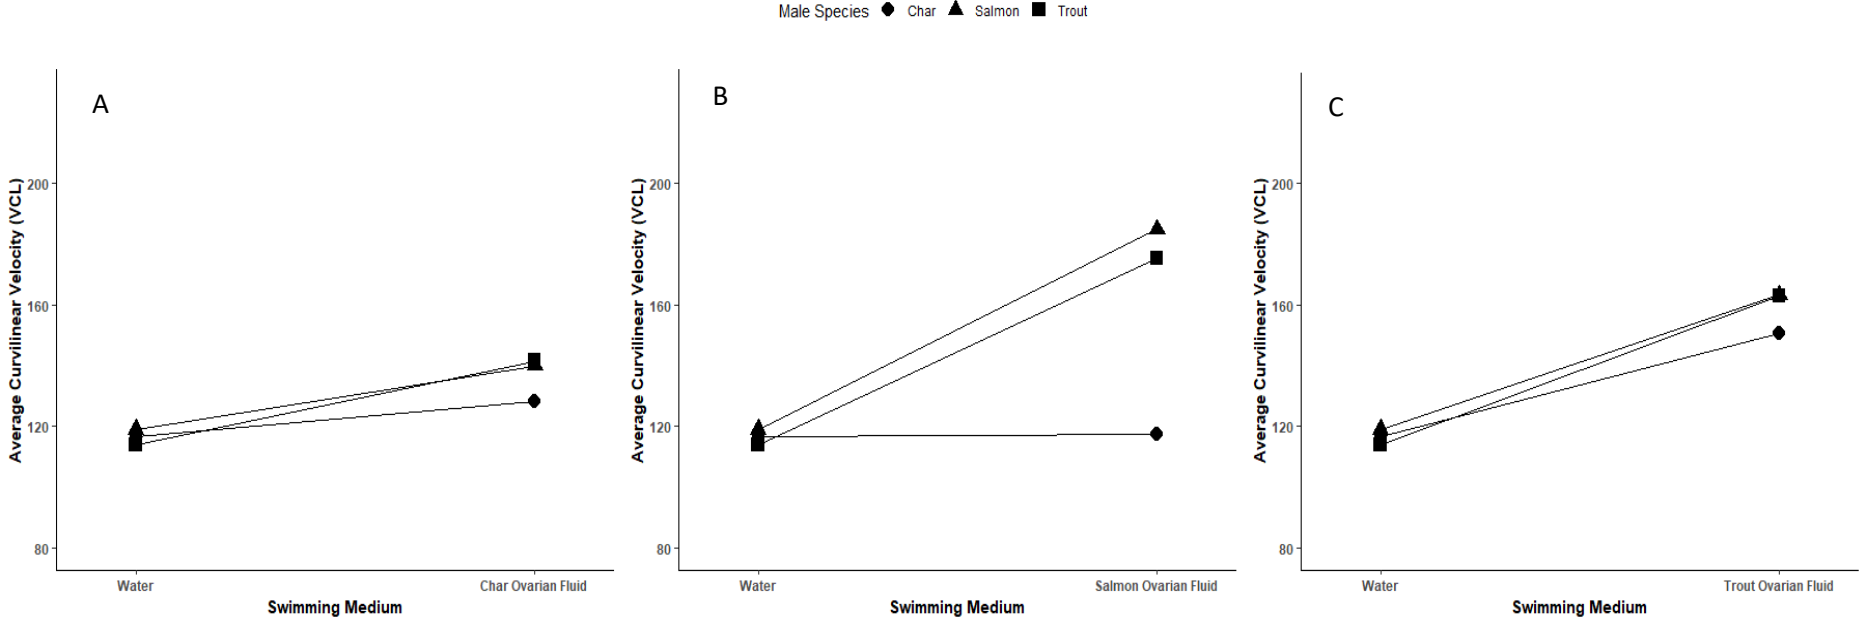 Male Species Char Salmon Trout
A
Average Curvilinear Velocity (VCL)
200
160
120
80
Water
Char Ovarian Fluid
Swimming Medium
B
Average Curvilinear Velocity (VCL)
200
160
120
80
Water
Salmon Ovarian Fluid
Swimming Medium
C
Average Curvilinear Velocity (VCL)
200
160
120
80
Water
Trout Ovarian Fluid
Swimming Medium